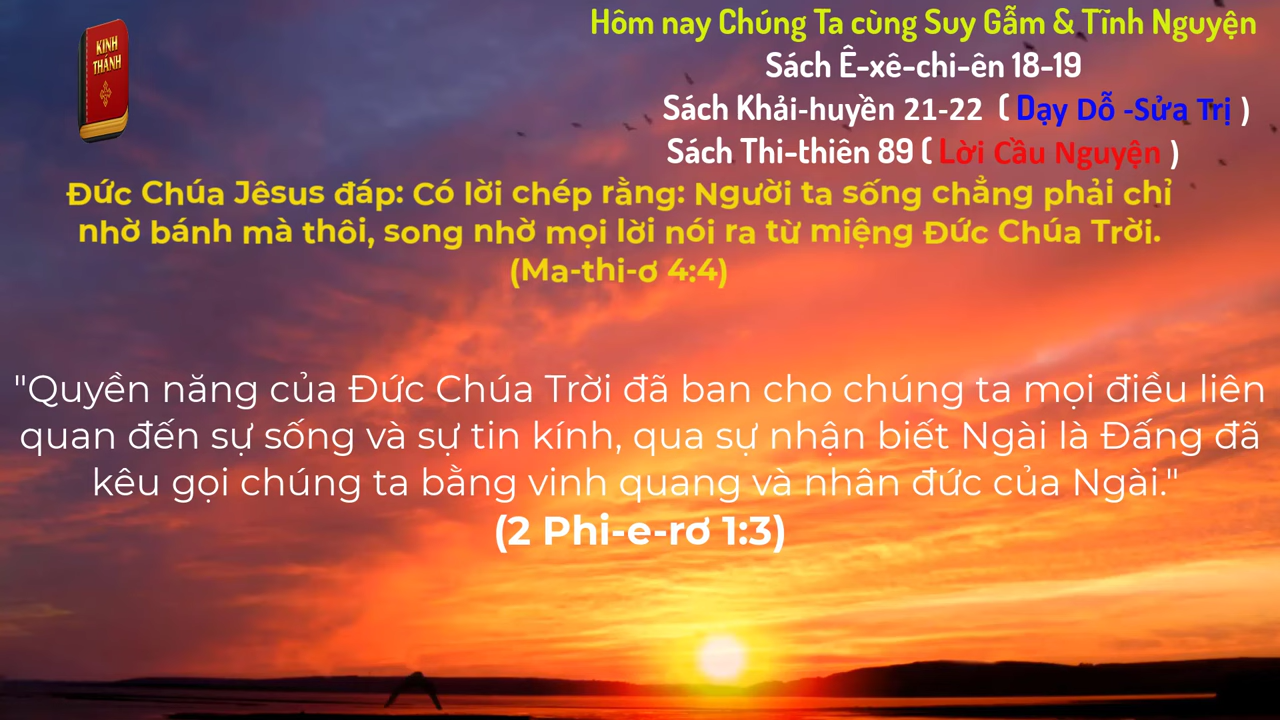 KINH
THÁNH
Hôm nay Chúng Ta cùng Suy Gẫm & Tĩnh Nguyện
Sách Ê-xê-chi-ên 18-19
Sách Khải-huyền 21-22 ( Dạy Dỗ -Sửa Trị )
Sách Thi-thiên 89 ( Lời Cầu Nguyện )
Đức Chúa Jêsus đáp: Có lời chép rằng: Người ta sống chẳng phải chỉ
nhờ bánh mà thôi, song nhờ mọi lời nói ra từ miệng Đức Chúa Trời.
(Ma-thi-ơ 4:4)
"Quyền năng của Đức Chúa Trời đã ban cho chúng ta mọi điều liên
quan đến sự sống và sự tin kính, qua sự nhận biết Ngài là Đấng đã
kêu gọi chúng ta bằng vinh quang và nhân đức của Ngài."
(2 Phi-e-rơ 1:3)